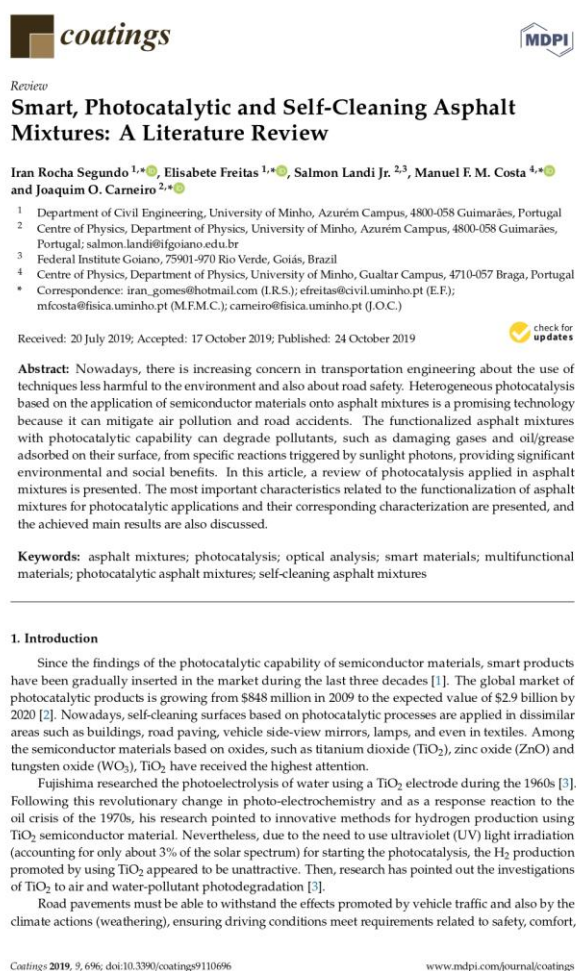 coatings
MDPI
Review
Smart, Photocatalytic and Self-Cleaning Asphalt
Mixtures: A Literature Review
Iran Rocha Segundo 1,*, Elisabete Freitas 1,*, Salmon Landi Jr. 2,3, Manuel F. M. Costa 4,*
and Joaquim O. Carneiro 2,*
1 Department of Civil Engineering, University of Minho, Azurém Campus, 4800-058 Guimarães, Portugal
2 Centre of Physics, Department of Physics, University of Minho, Azurém Campus, 4800-058 Guimarães,
Portugal; salmon.landi@ifgoiano.edu.br
3 Federal Institute Goiano, 75901-970 Rio Verde, Goiás, Brazil
4 Centre of Physics, Department of Physics, University of Minho, Gualtar Campus, 4710-057 Braga, Portugal
* Correspondence: iran_gomes@hotmail.com (I.R.S.); efreitas@civil.uminho.pt (E.F.);
mfcosta@fisica.uminho.pt (M.F.M.C.); carneiro@fisica.uminho.pt (J.O.C.)
Received: 20 July 2019; Accepted: 17 October 2019; Published: 24 October 2019
check for
updates
Abstract: Nowadays, there is increasing concern in transportation engineering about the use of
techniques less harmful to the environment and also about road safety. Heterogeneous photocatalysis
based on the application of semiconductor materials onto asphalt mixtures is a promising technology
because it can mitigate air pollution and road accidents. The functionalized asphalt mixtures
with photocatalytic capability can degrade pollutants, such as damaging gases and oil/grease
adsorbed on their surface, from specific reactions triggered by sunlight photons, providing significant
environmental and social benefits. In this article, a review of photocatalysis applied in asphalt
mixtures is presented. The most important characteristics related to the functionalization of asphalt
mixtures for photocatalytic applications and their corresponding characterization are presented, and
the achieved main results are also discussed.
Keywords: asphalt mixtures; photocatalysis; optical analysis; smart materials; multifunctional
materials; photocatalytic asphalt mixtures; self-cleaning asphalt mixtures
1. Introduction
Since the findings of the photocatalytic capability of semiconductor materials, smart products
have been gradually inserted in the market during the last three decades [1]. The global market of
photocatalytic products is growing from $848 million in 2009 to the expected value of $2.9 billion by
2020 [2]. Nowadays, self-cleaning surfaces based on photocatalytic processes are applied in dissimilar
areas such as buildings, road paving, vehicle side-view mirrors, lamps, and even in textiles. Among
the semiconductor materials based on oxides, such as titanium dioxide (TiO2), zinc oxide (ZnO) and
tungsten oxide (WO3), TiO2 have received the highest attention.
Fujishima researched the photoelectrolysis of water using a TiO2 electrode during the 1960s [3].
Following this revolutionary change in photo-electrochemistry and as a response reaction to the
oil crisis of the 1970s, his research pointed to innovative methods for hydrogen production using
TiO2 semiconductor material. Nevertheless, due to the need to use ultraviolet (UV) light irradiation
(accounting for only about 3% of the solar spectrum) for starting the photocatalysis, the H2 production
promoted by using TiO2 appeared to be unattractive. Then, research has pointed out the investigations
of TiO2 to air and water-pollutant photodegradation [3].
Road pavements must be able to withstand the effects promoted by vehicle traffic and also by the
climate actions (weathering), ensuring driving conditions meet requirements related to safety, comfort,
Coatings 2019, 9, 696; doi:10.3390/coatings9110696
www.mdpi.com/journal/coatings